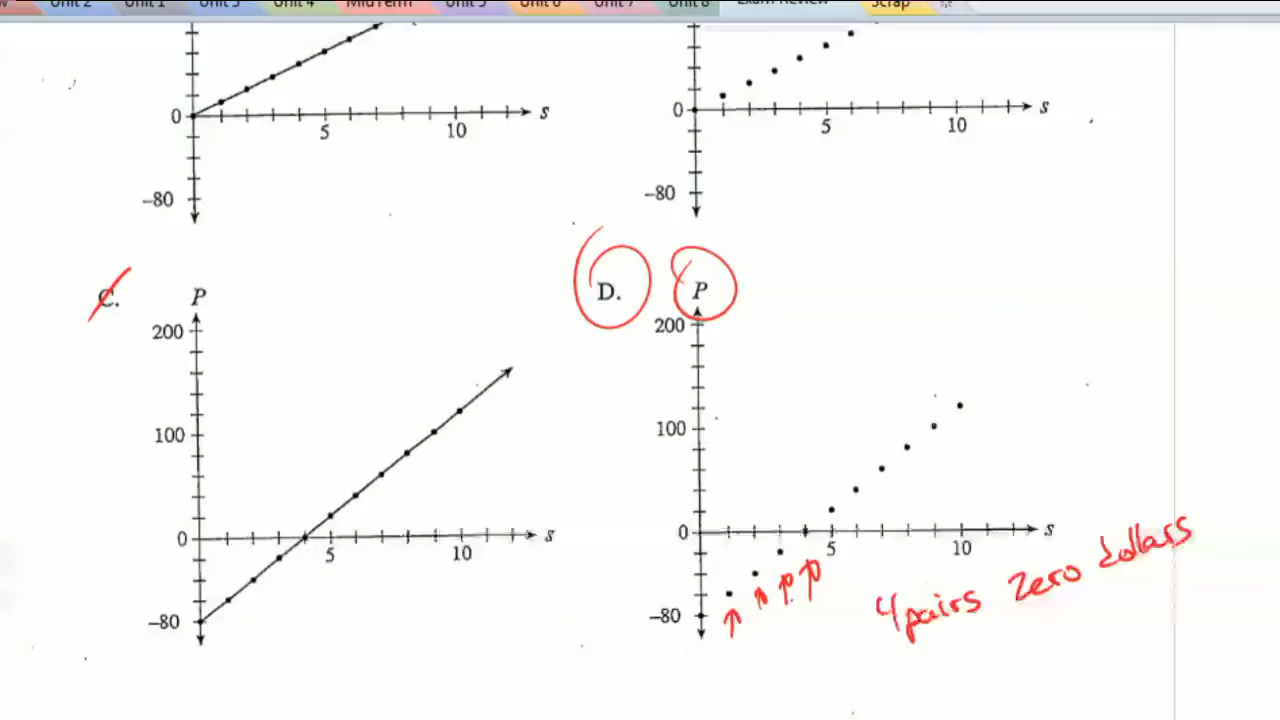 Unit 2 Unit 1 Unit 3 Unit 4 MidTerm Unit 5 Unit 6 Unit 7 Unit 8 Exam Review Scrap
0 5 10 s
-80
0 5 10 s
-80
C. P
200
100
0 5 10 s
-80
D. P
200
100
0 5 10 s
-80
4 pairs zero dollars